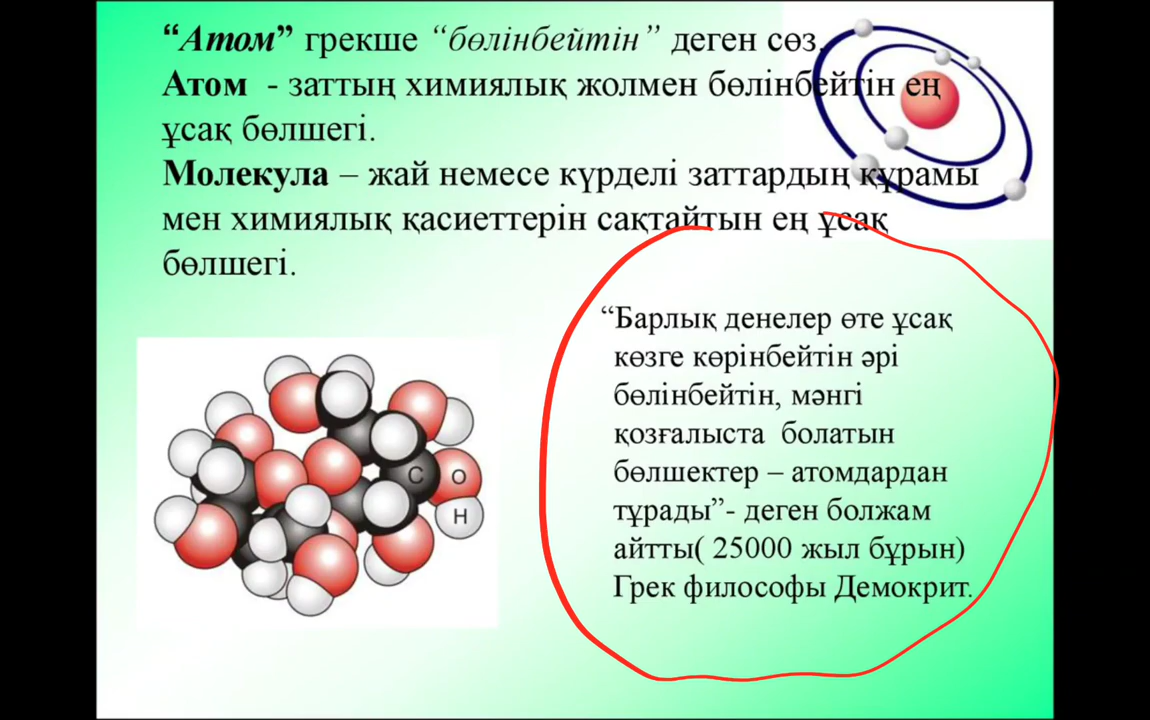 “Атом” грекше “бөлінбейтін” деген сөз.
Атом - заттың химиялық жолмен бөлінбейтін ең
ұсақ бөлшегі.
Молекула – жай немесе күрделі заттардың құрамы
мен химиялық қасиеттерін сақтайтын ең ұсақ
бөлшегі.
“Барлық денелер өте ұсақ
көзге көрінбейтін әрі
бөлінбейтін, мәнгі
қозғалыста болатын
бөлшектер – атомдардан
тұрады”- деген болжам
айтты( 25000 жыл бұрын)
Грек философы Демокрит.
C O
H